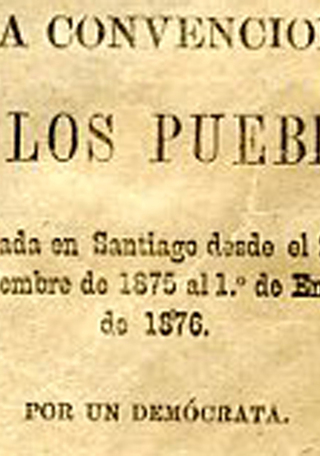 A CONVENCIO
LOS PUEB
ada en Santiago desde el
embre de 1875 al 1.º de En
de 1876.
POR UN DEMÓCRATA.